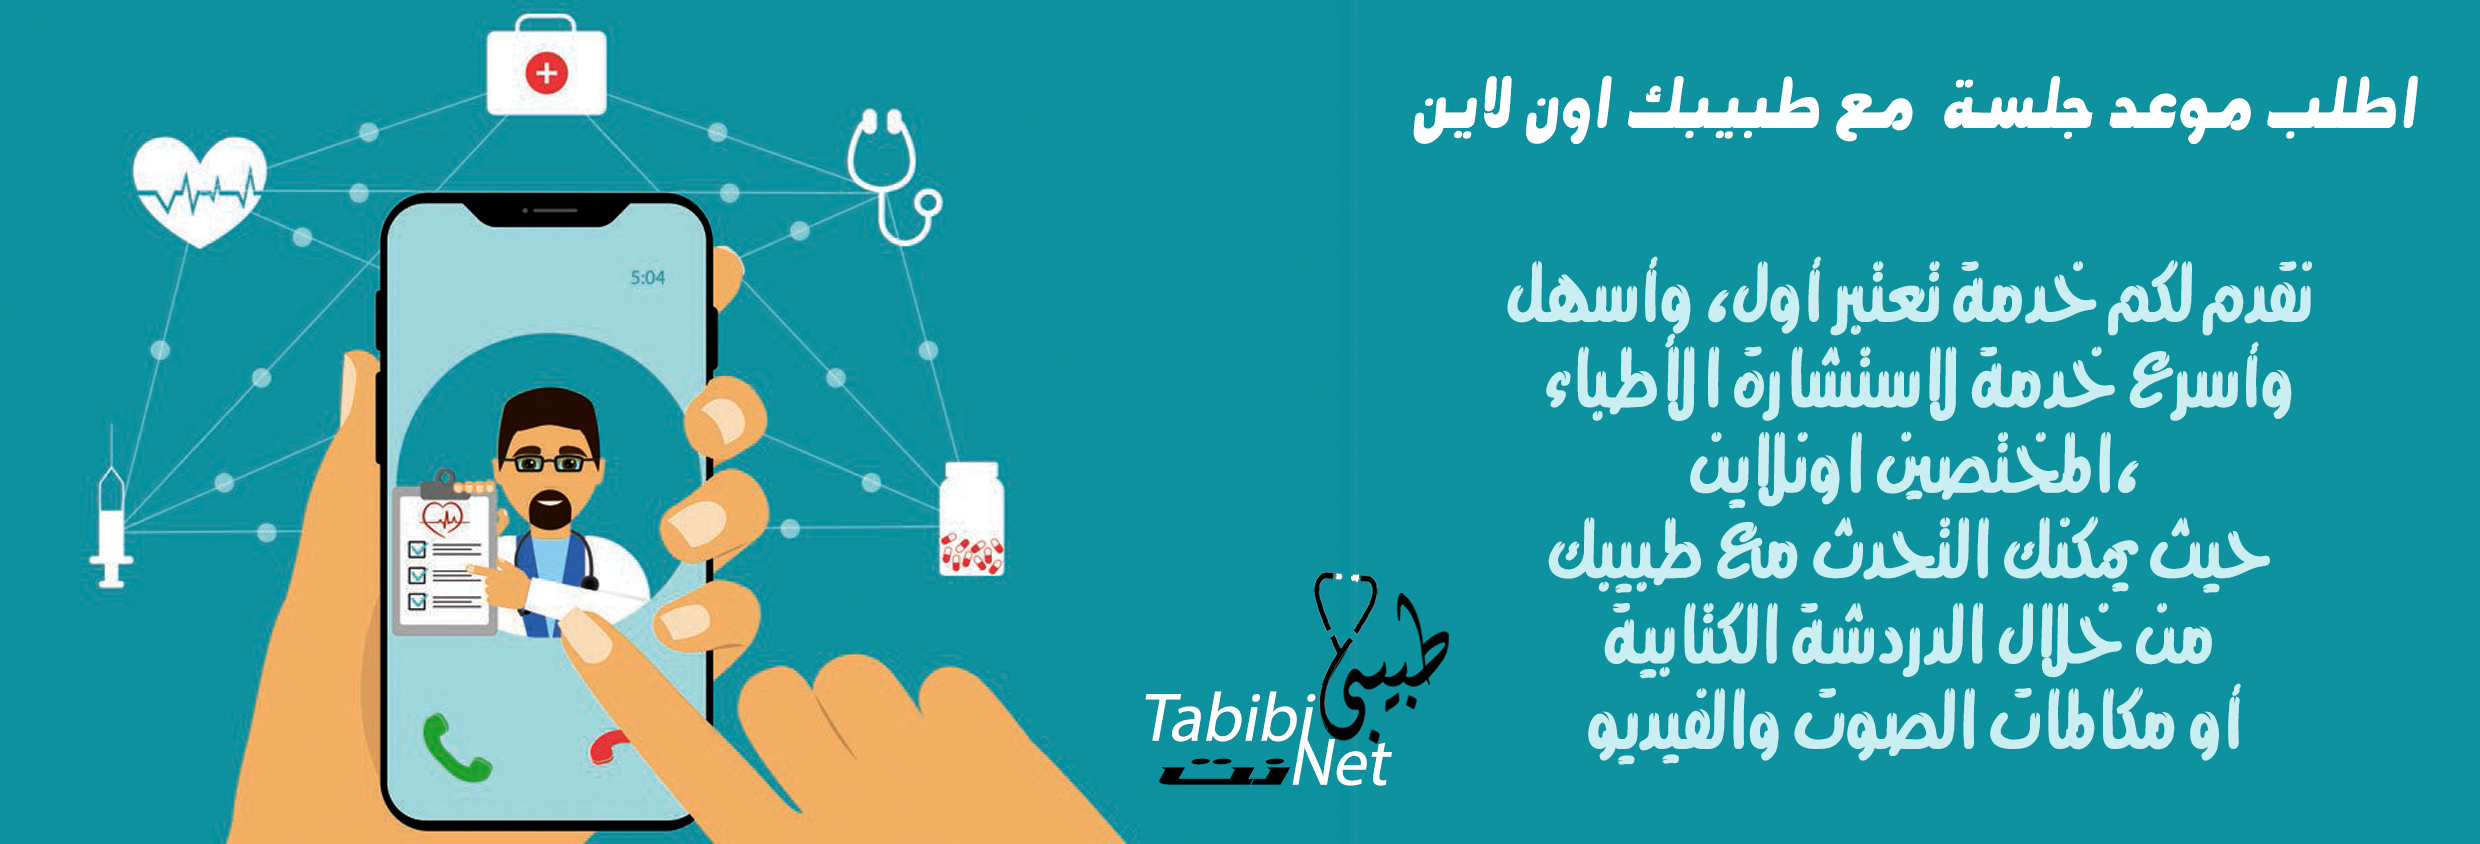 اطلب موعد جلسة مع طبيبك اون لاين
نقدم لكم خدمة تعتبر أول، وأسهل
وأسرع خدمة لاستشارة الأطباء
المختصين اونلاين،
حيث يمكنك التحدث مع طبيبك
من خلال الدردشة الكتابية
أو مكالمات الصوت والفيديو
5:04
طبيبي
Tabibi
Net نت